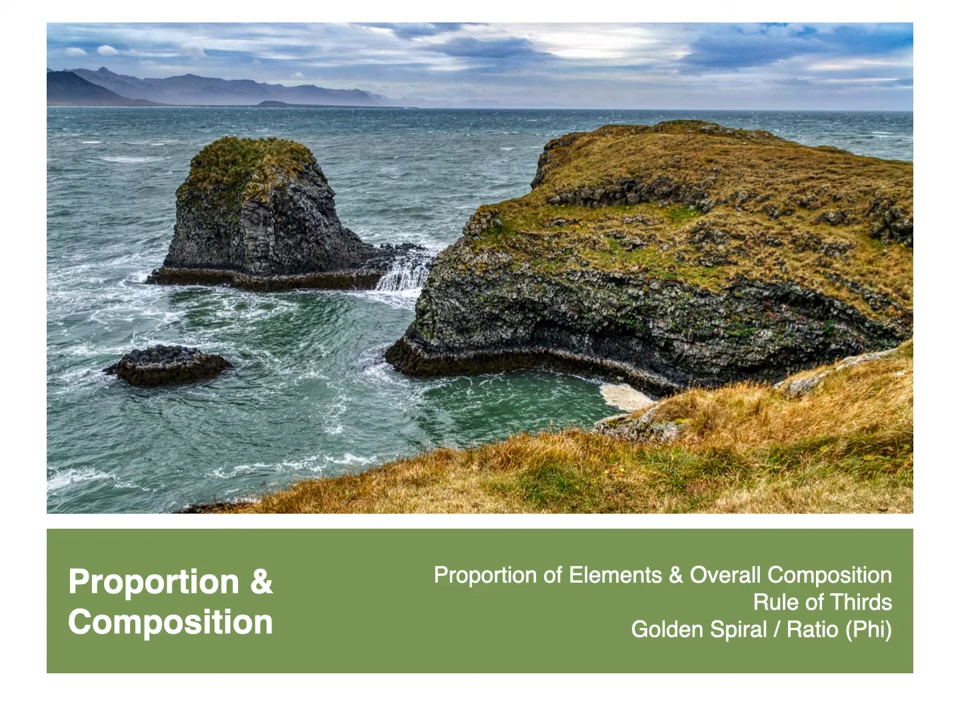 Proportion &
Composition
Proportion of Elements & Overall Composition
Rule of Thirds
Golden Spiral / Ratio (Phi)